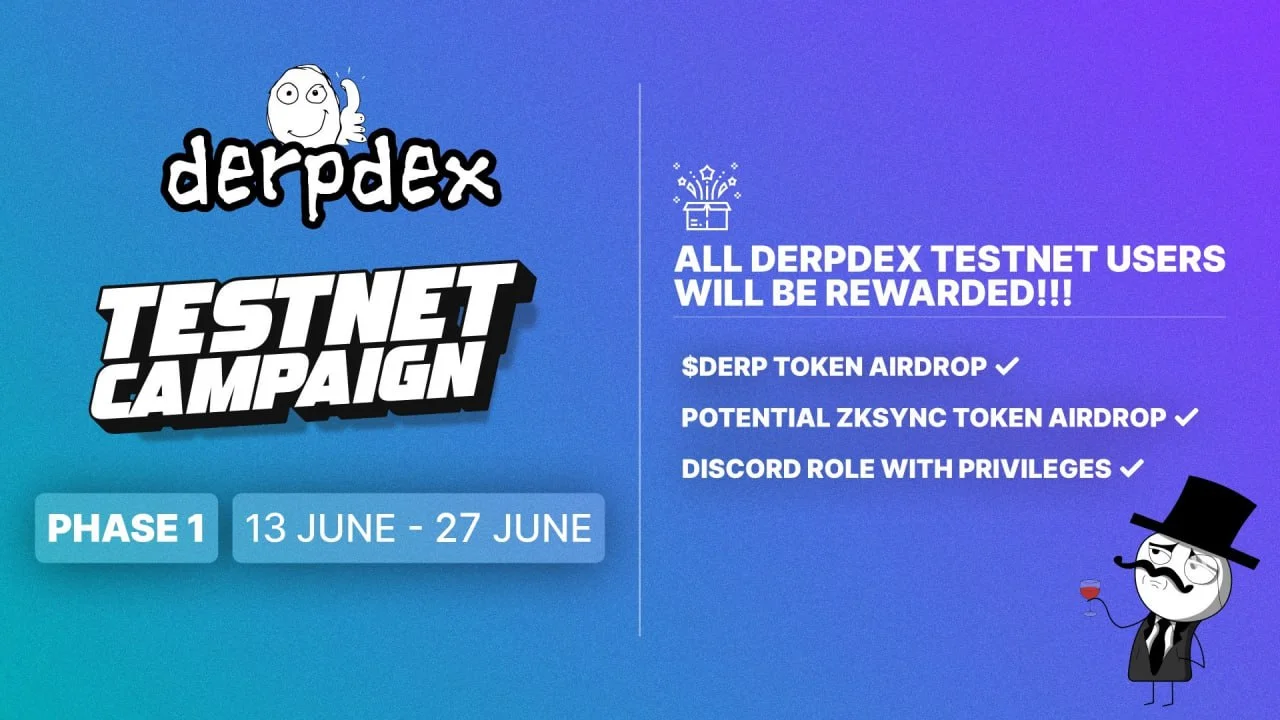 derpdex
TESTNET
CAMPAIGN
PHASE 1
13 JUNE - 27 JUNE
ALL DERPDEX TESTNET USERS
WILL BE REWARDED!!!
$DERP TOKEN AIRDROP ✓
POTENTIAL ZKSYNC TOKEN AIRDROP ✓
DISCORD ROLE WITH PRIVILEGES ✓